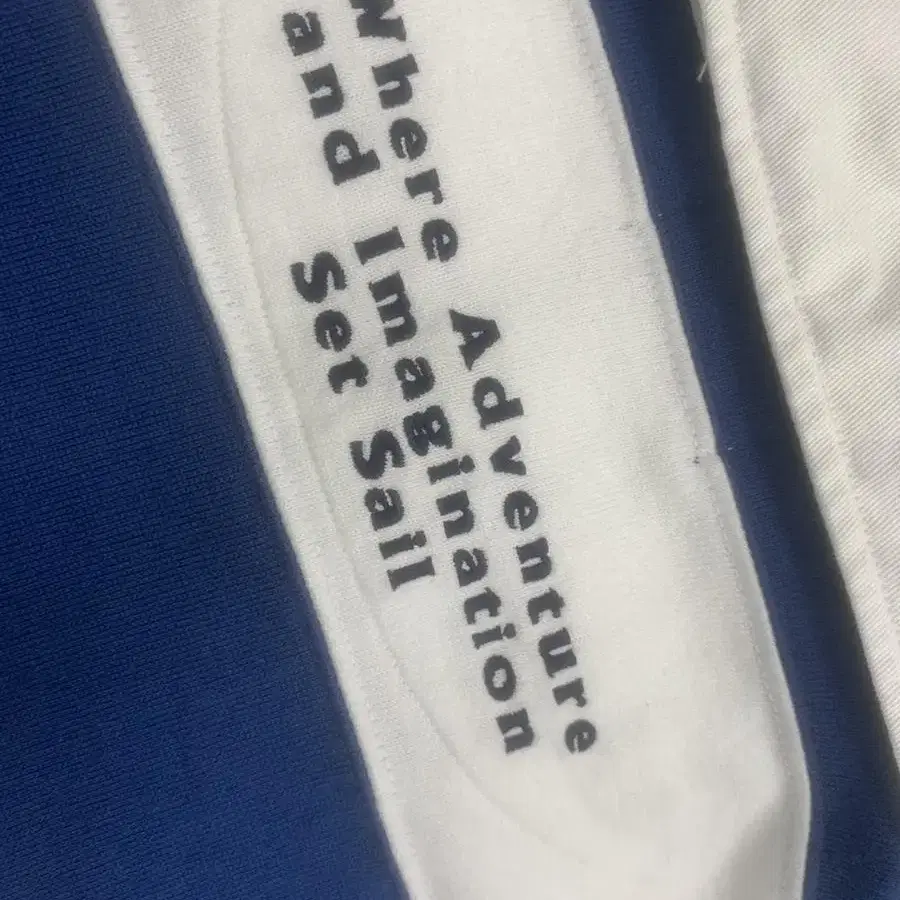 Where Adventure
and Imagination
Set Sail